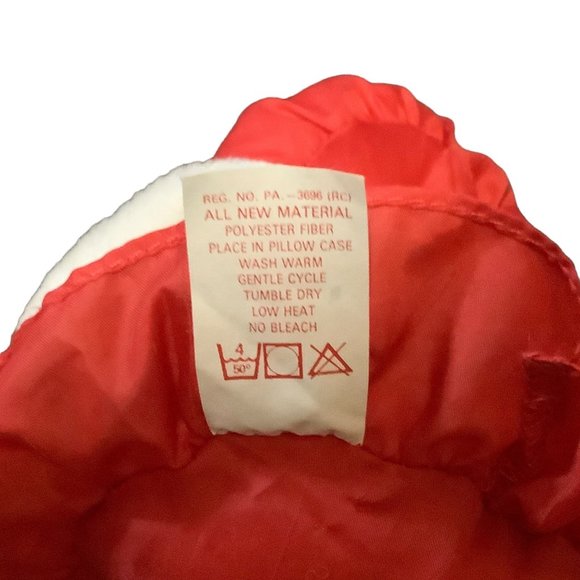 REG. NO. PA.-3696 (RC)
ALL NEW MATERIAL
POLYESTER FIBER
PLACE IN PILLOW CASE
WASH WARM
GENTLE CYCLE
TUMBLE DRY
LOW HEAT
NO BLEACH
4
50°